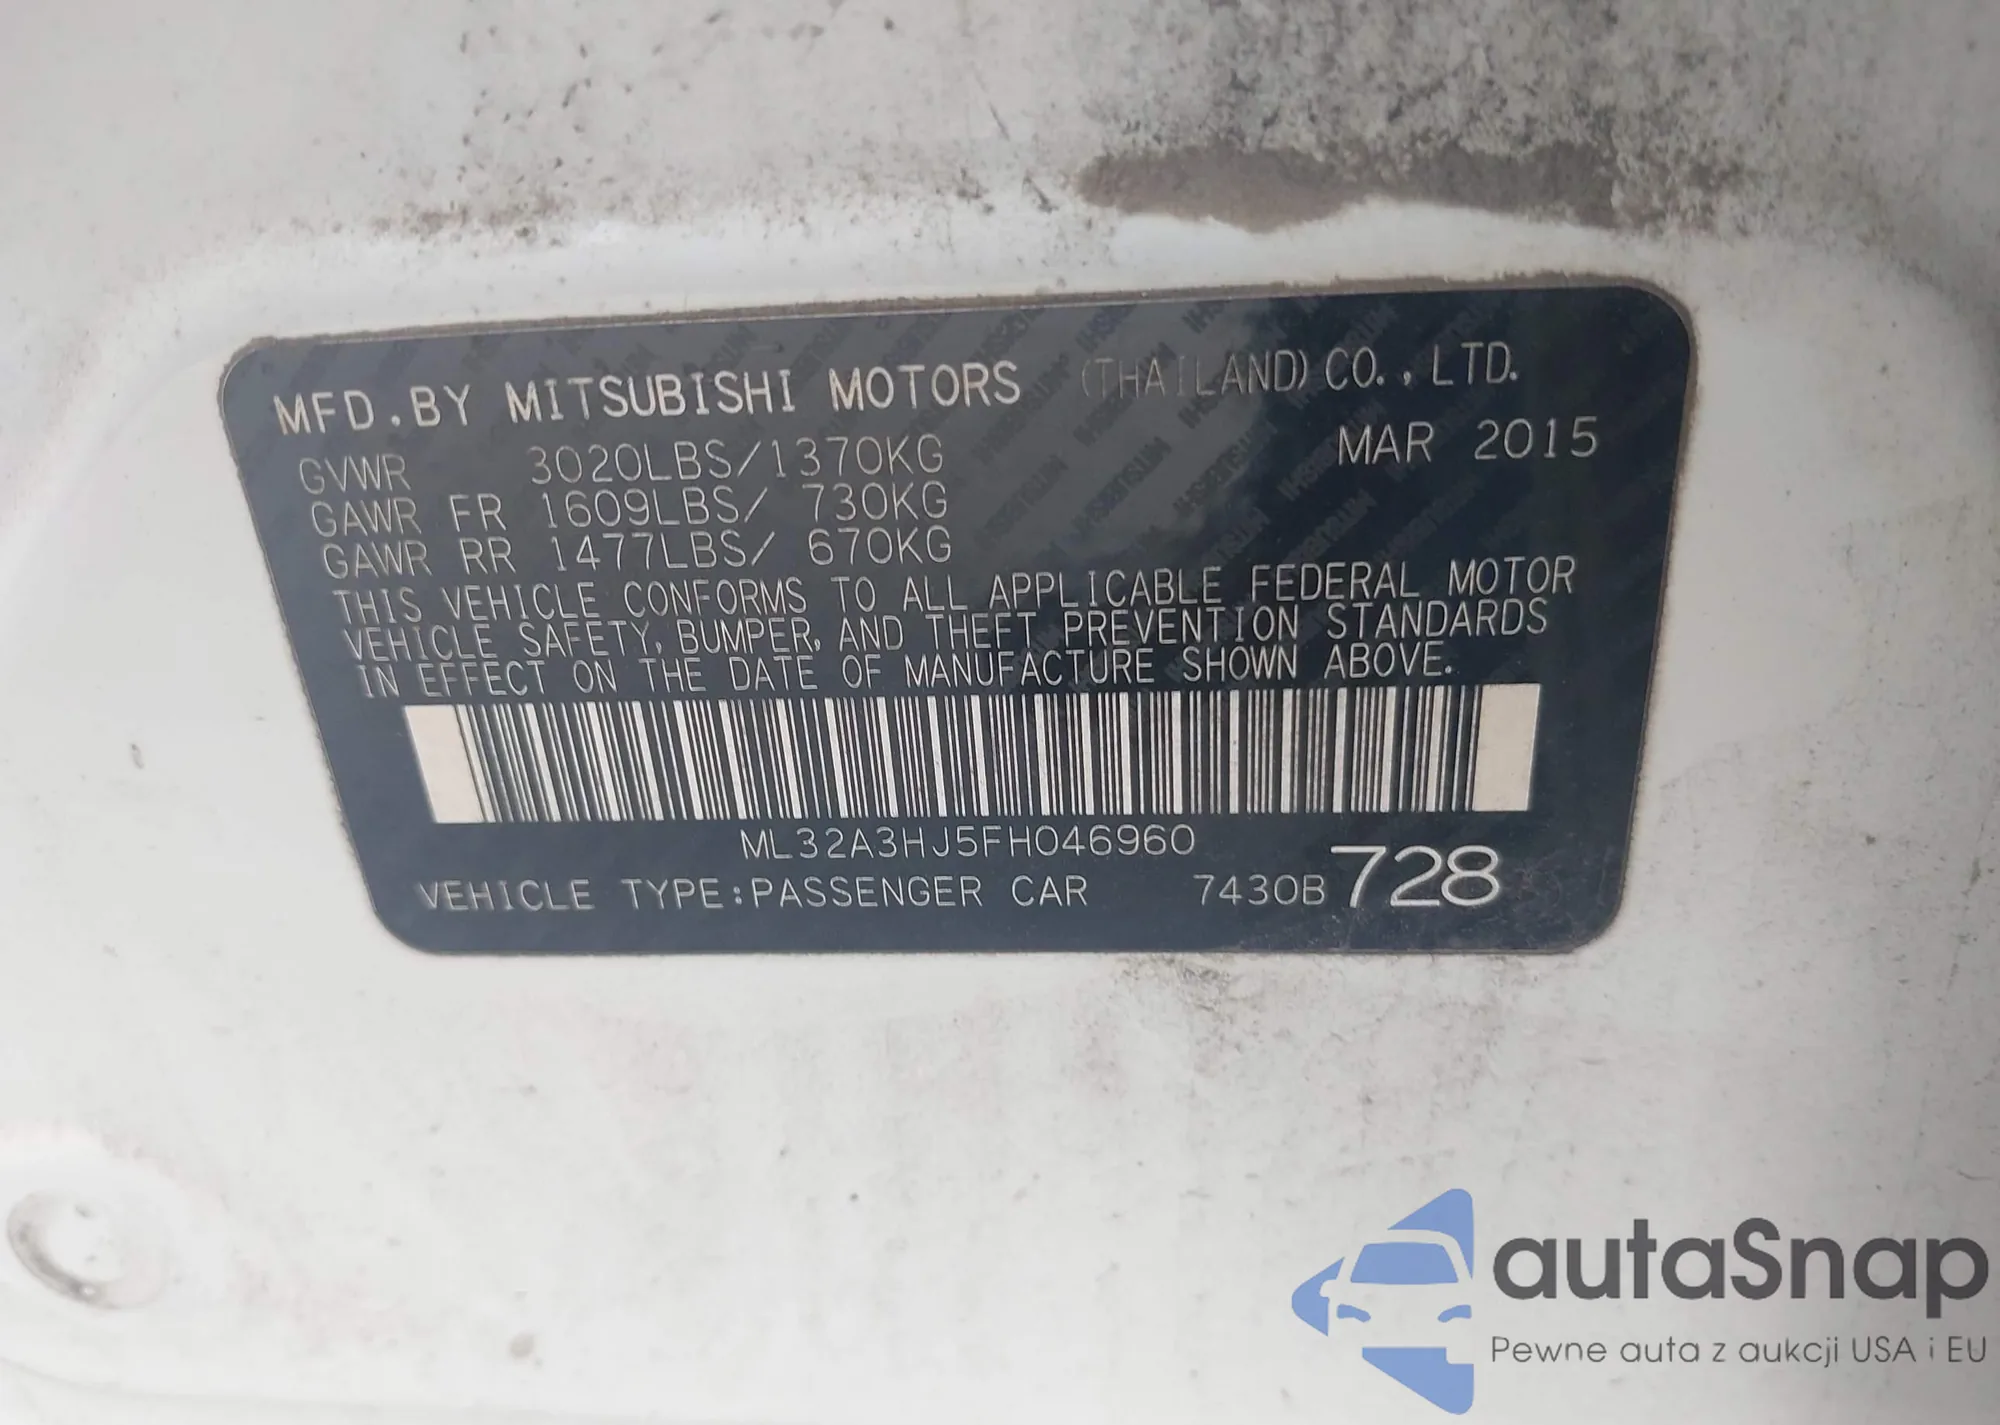 MFD.BY MITSUBISHI MOTORS (THAILAND) CO., LTD.
MAR 2015
GVWR 3020LBS/1370KG
GAWR FR 1609LBS/ 730KG
GAWR RR 1477LBS/ 670KG
THIS VEHICLE CONFORMS TO ALL APPLICABLE FEDERAL MOTOR
VEHICLE SAFETY, BUMPER, AND THEFT PREVENTION STANDARDS
IN EFFECT ON THE DATE OF MANUFACTURE SHOWN ABOVE.
ML32A3HJ5FH046960
VEHICLE TYPE:PASSENGER CAR 7430B 728
autaSnap
Pewne auta z aukcji USA i EU